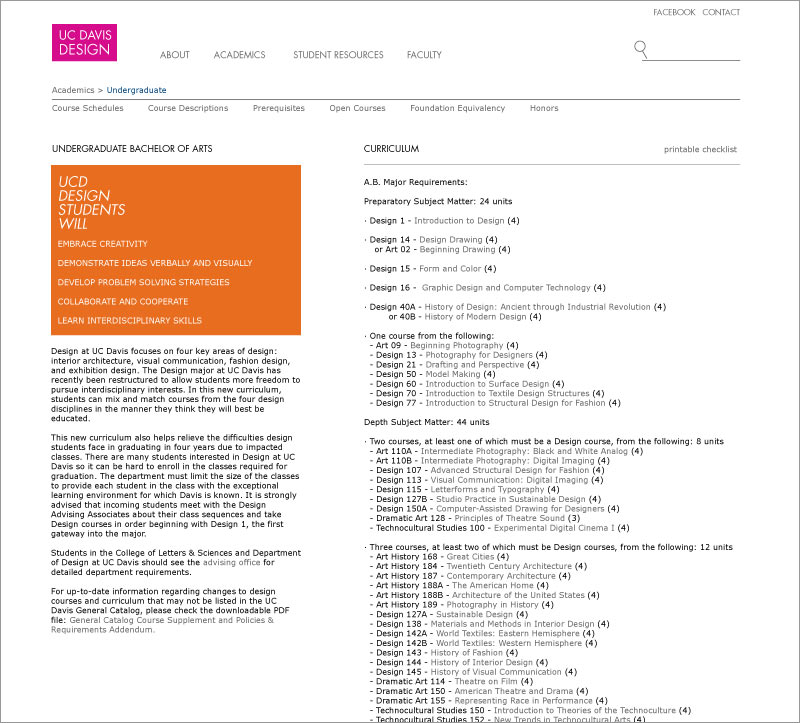 FACEBOOK CONTACT
UC DAVIS
DESIGN
ABOUT ACADEMICS STUDENT RESOURCES FACULTY
Academics > Undergraduate
Course Schedules Course Descriptions Prerequisites Open Courses Foundation Equivalency Honors
UNDERGRADUATE BACHELOR OF ARTS
UCD
DESIGN
STUDENTS
WILL
EMBRACE CREATIVITY
DEMONSTRATE IDEAS VERBALLY AND VISUALLY
DEVELOP PROBLEM SOLVING STRATEGIES
COLLABORATE AND COOPERATE
LEARN INTERDISCIPLINARY SKILLS
Design at UC Davis focuses on four key areas of design:
interior architecture, visual communication, fashion design,
and exhibition design. The Design major at UC Davis has
recently been restructured to allow students more freedom to
pursue interdisciplinary interests. In this new curriculum,
students can mix and match courses from the four design
disciplines in the manner they think they will best be
educated.
This new curriculum also helps relieve the difficulties design
students face in graduating in four years due to impacted
classes. There are many students interested in Design at UC
Davis so it can be hard to enroll in the classes required for
graduation. The department must limit the size of the classes
to provide each student in the class with the exceptional
learning environment for which Davis is known. It is strongly
advised that incoming students meet with the Design
Advising Associates about their class sequences and take
Design courses in order beginning with Design 1, the first
gateway into the major.
Students in the College of Letters & Sciences and Department
of Design at UC Davis should see the advising office for
detailed department requirements.
For up-to-date information regarding changes to design
courses and curriculum that may not be listed in the UC
Davis General Catalog, please check the downloadable PDF
file: General Catalog Course Supplement and Policies &
Requirements Addendum.
CURRICULUM printable checklist
A.B. Major Requirements:
Preparatory Subject Matter: 24 units
· Design 1 - Introduction to Design (4)
· Design 14 - Design Drawing (4)
or Art 02 - Beginning Drawing (4)
· Design 15 - Form and Color (4)
· Design 16 - Graphic Design and Computer Technology (4)
· Design 40A - History of Design: Ancient through Industrial Revolution (4)
or 40B - History of Modern Design (4)
· One course from the following:
- Art 09 - Beginning Photography (4)
- Design 13 - Photography for Designers (4)
- Design 21 - Drafting and Perspective (4)
- Design 50 - Model Making (4)
- Design 60 - Introduction to Surface Design (4)
- Design 70 - Introduction to Textile Design Structures (4)
- Design 77 - Introduction to Structural Design for Fashion (4)
Depth Subject Matter: 44 units
· Two courses, at least one of which must be a Design course, from the following: 8 units
- Art 110A - Intermediate Photography: Black and White Analog (4)
- Art 110B - Intermediate Photography: Digital Imaging (4)
- Design 107 - Advanced Structural Design for Fashion (4)
- Design 113 - Visual Communication: Digital Imaging (4)
- Design 115 - Letterforms and Typography (4)
- Design 127B - Studio Practice in Sustainable Design (4)
- Design 150A - Computer-Assisted Drawing for Designers (4)
- Dramatic Art 128 - Principles of Theatre Sound (3)
- Technocultural Studies 100 - Experimental Digital Cinema I (4)
· Three courses, at least two of which must be Design courses, from the following: 12 units
- Art History 168 - Great Cities (4)
- Art History 184 - Twentieth Century Architecture (4)
- Art History 187 - Contemporary Architecture (4)
- Art History 188A - The American Home (4)
- Art History 188B - Architecture of the United States (4)
- Art History 189 - Photography in History (4)
- Design 127A - Sustainable Design (4)
- Design 138 - Materials and Methods in Interior Design (4)
- Design 142A - World Textiles: Eastern Hemisphere (4)
- Design 142B - World Textiles: Western Hemisphere (4)
- Design 143 - History of Fashion (4)
- Design 144 - History of Interior Design (4)
- Design 145 - History of Visual Communication (4)
- Dramatic Art 114 - Theatre on Film (4)
- Dramatic Art 150 - American Theatre and Drama (4)
- Dramatic Art 155 - Representing Race in Performance (4)
- Technocultural Studies 150 - Introduction to Theories of the Technoculture (4)
- Technocultural Studies 152 - New Trends in Technocultural Arts (4)